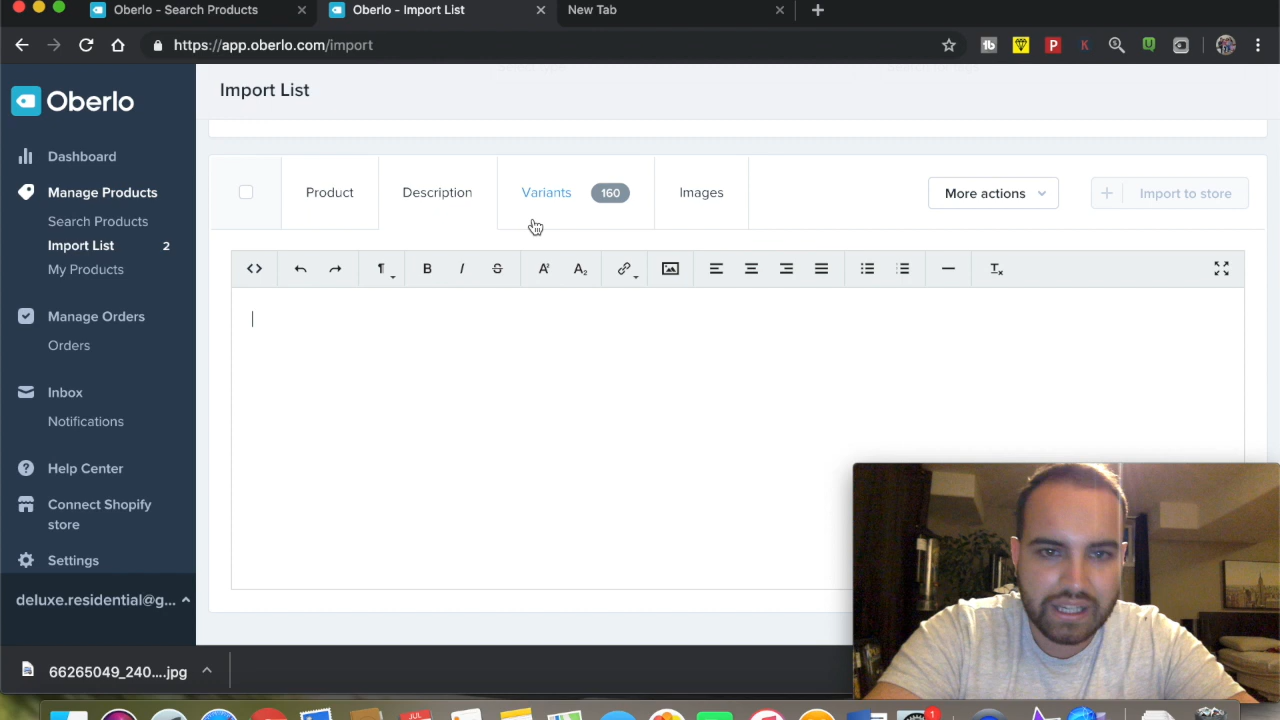 Oberlo - Search Products
Oberlo - Import List
New Tab
https://app.oberlo.com/import
Oberlo
Import List
Dashboard
Manage Products
Search Products
Import List 2
My Products
Manage Orders
Orders
Inbox
Notifications
Help Center
Connect Shopify
store
Settings
deluxe.residential@g...
Product
Description
Variants 160
Images
More actions
Import to store
66265049_240....jpg
JUL
1